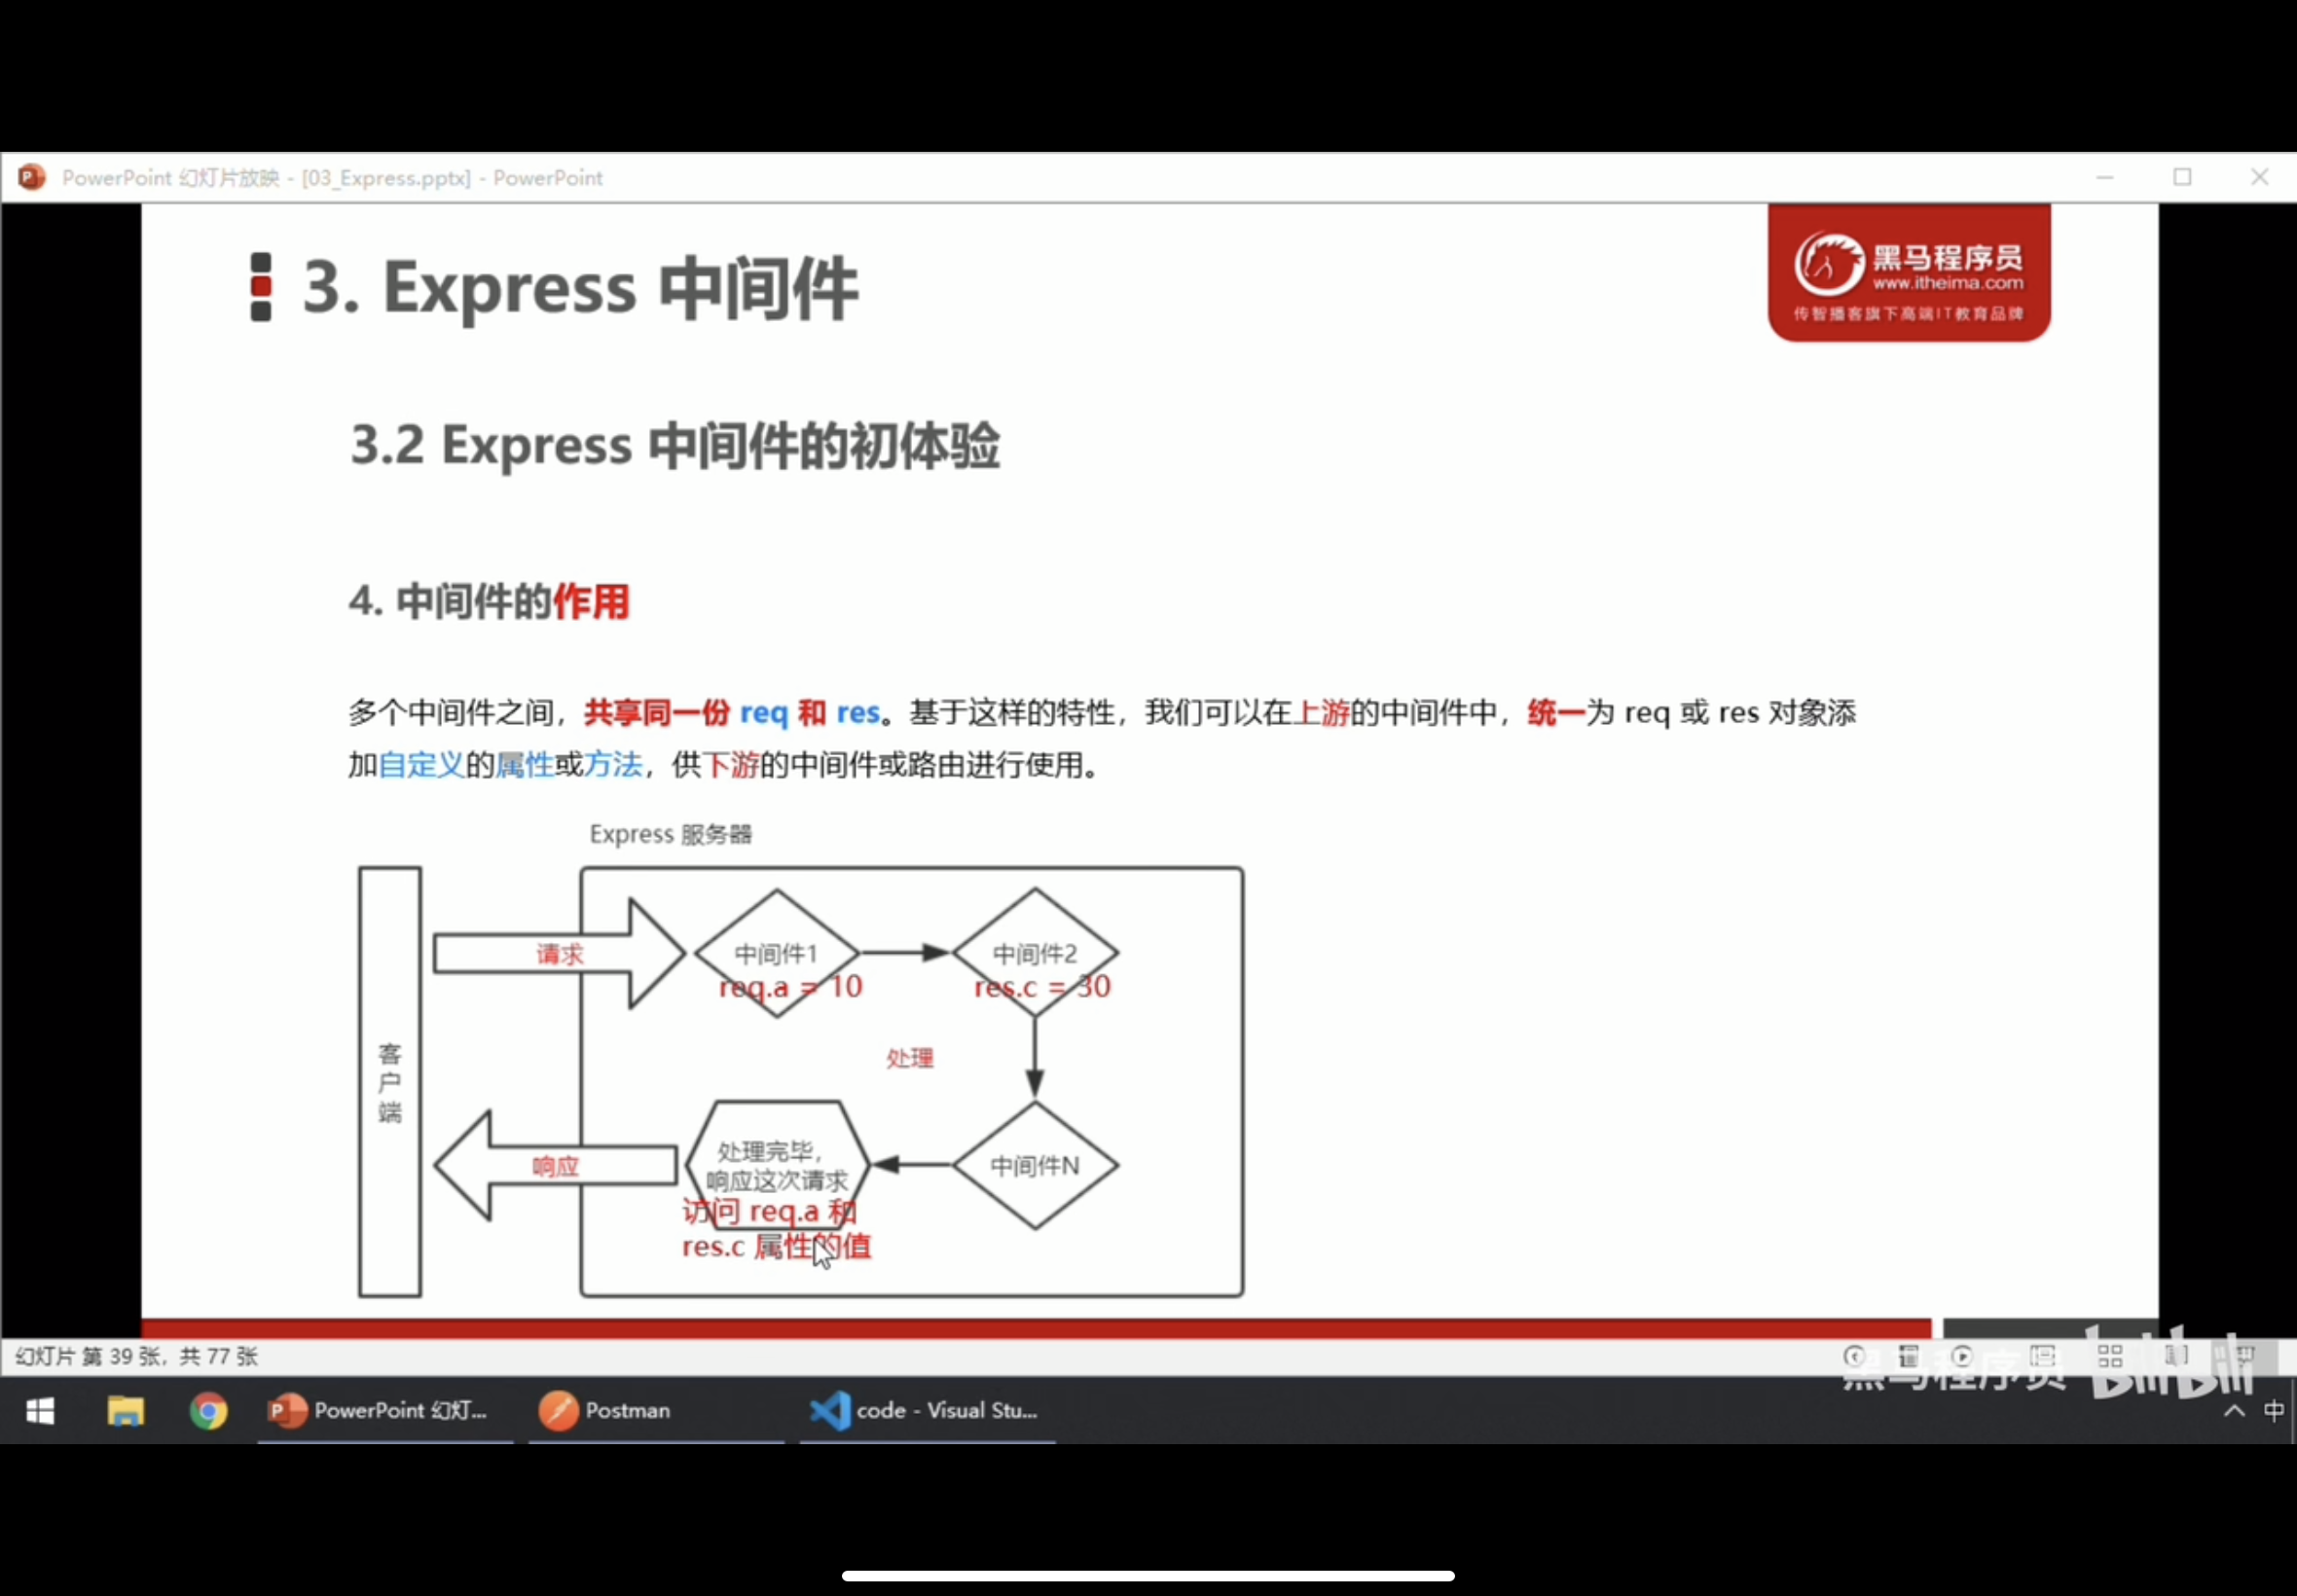 PowerPoint 幻灯片放映 - [03_Express.pptx] - PowerPoint
3. Express 中间件
黑马程序员
www.itheima.com
传智播客旗下高端IT教育品牌
3.2 Express 中间件的初体验
4. 中间件的作用
多个中间件之间，共享同一份 req 和 res。基于这样的特性，我们可以在上游的中间件中，统一为 req 或 res 对象添
加自定义的属性或方法，供下游的中间件或路由进行使用。
Express 服务器
请求
中间件1
req.a = 10
中间件2
res.c = 30
客户端
处理
响应
处理完毕，
响应这次请求
访问 req.a 和
res.c 属性的值
中间件N
幻灯片 第 39 张，共 77 张
黑马程序员 bilibili
PowerPoint 幻灯...
Postman
code - Visual Stu...
中